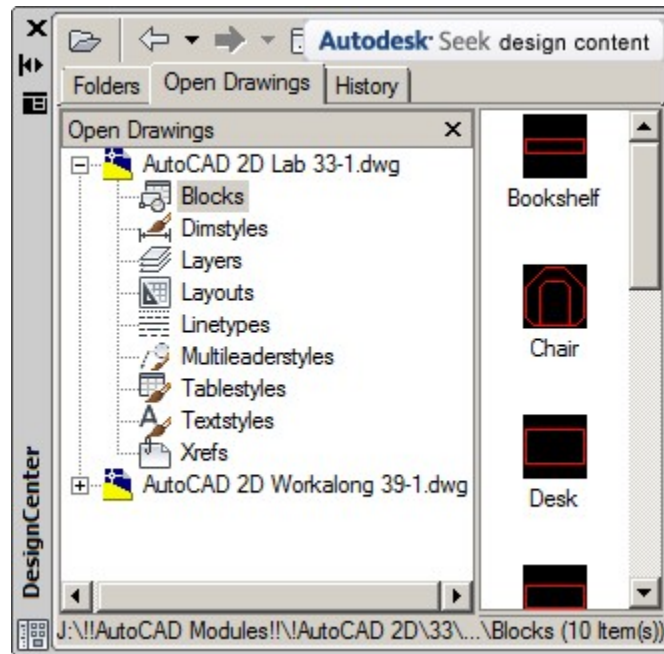 Autodesk® Seek design content
Folders
Open Drawings
History
Open Drawings
AutoCAD 2D Lab 33-1.dwg
Blocks
Dimstyles
Layers
Layouts
Linetypes
Multileaderstyles
Tablestyles
Textstyles
Xrefs
AutoCAD 2D Workalong 39-1.dwg
Bookshelf
Chair
Desk
DesignCenter
J:\!!AutoCAD Modules!!\!AutoCAD 2D\33\...\Blocks (10 Item(s))